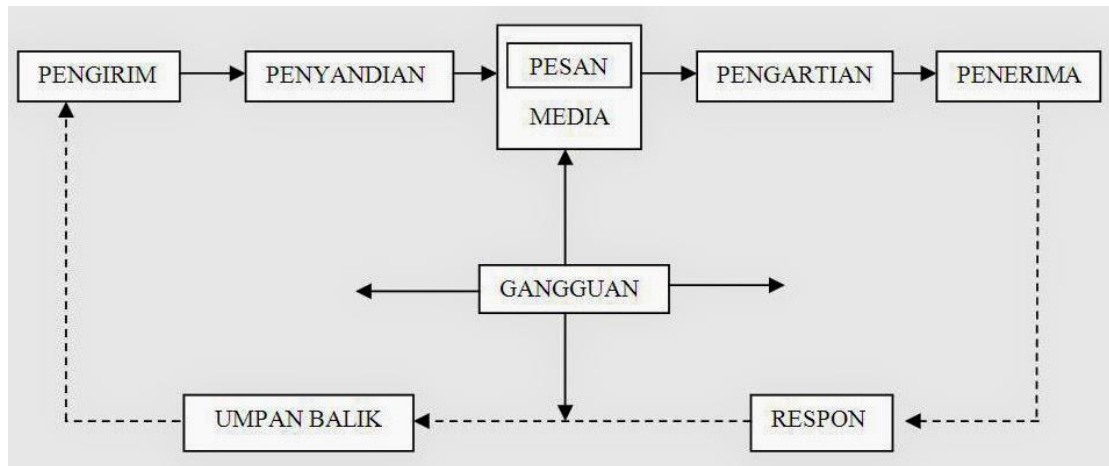 PENGIRIM
PENYANDIAN
PESAN
MEDIA
PENGARTIAN
PENERIMA
GANGGUAN
UMPAN BALIK
RESPON